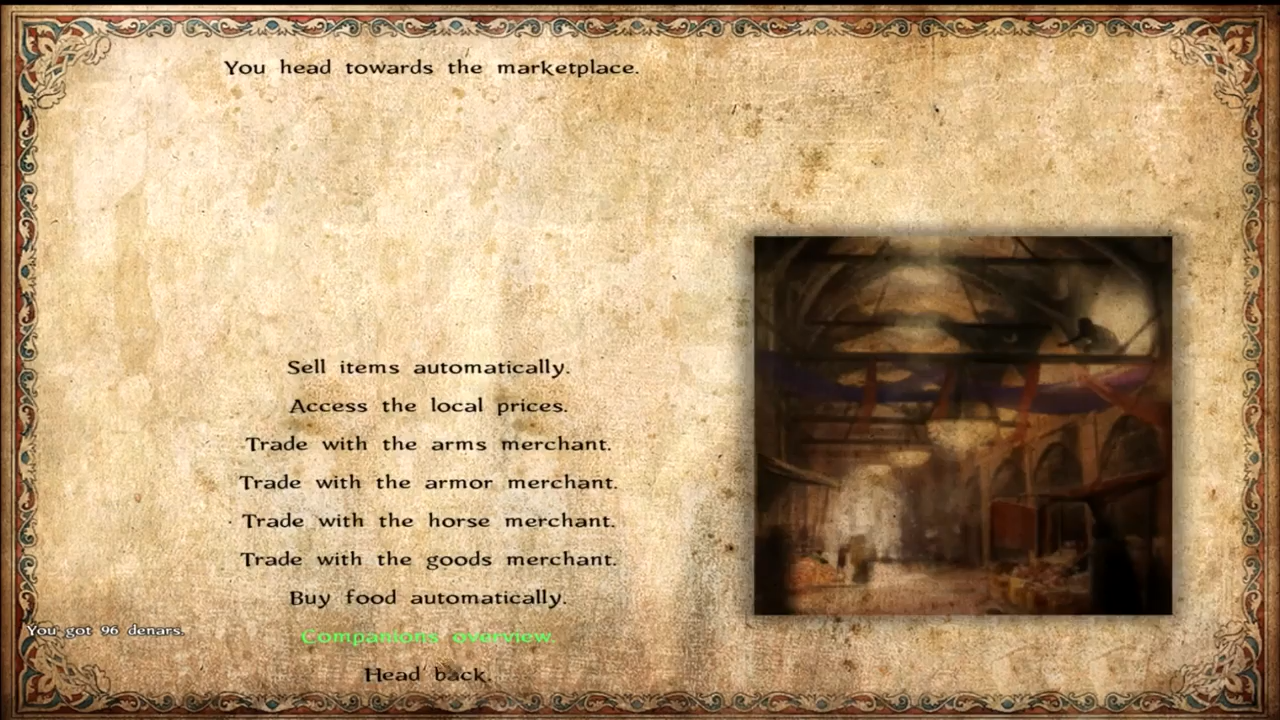 You head towards the marketplace.
Sell items automatically.
Access the local prices.
Trade with the arms merchant.
Trade with the armor merchant.
Trade with the horse merchant.
Trade with the goods merchant.
Buy food automatically.
You got 96 denars.
Companions overview.
Head back.